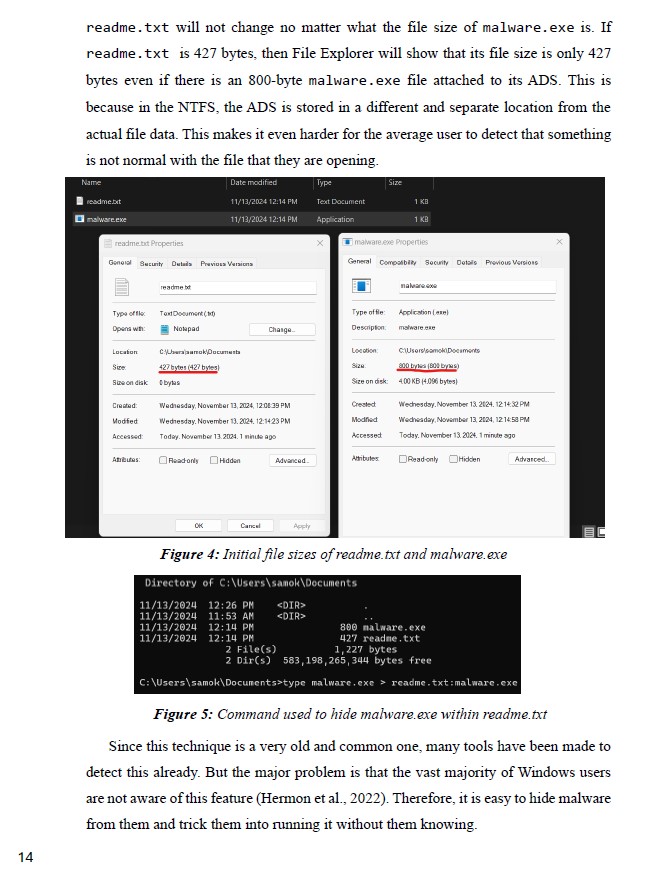 readme.txt will not change no matter what the file size of malware.exe is. If
readme.txt is 427 bytes, then File Explorer will show that its file size is only 427
bytes even if there is an 800-byte malware.exe file attached to its ADS. This is
because in the NTFS, the ADS is stored in a different and separate location from the
actual file data. This makes it even harder for the average user to detect that something
is not normal with the file that they are opening.
Name Date modified Type Size
readme.txt 11/13/2024 12:14 PM Text Document 1 KB
malware.exe 11/13/2024 12:14 PM Application 1 KB
readme.txt Properties
General Security Details Previous Versions
readme.txt
Type of file: Text Document (.txt)
Opens with: Notepad Change...
Location: C:\Users\samok\Documents
Size: 427 bytes (427 bytes)
Size on disk: 0 bytes
Created: Wednesday, November 13, 2024, 12:08:39 PM
Modified: Wednesday, November 13, 2024, 12:14:23 PM
Accessed: Today, November 13, 2024, 1 minute ago
Attributes: Read-only Hidden Advanced...
OK Cancel Apply
malware.exe Properties
General Compatibility Security Details Previous Versions
malware.exe
Type of file: Application (.exe)
Description: malware.exe
Location: C:\Users\samok\Documents
Size: 800 bytes (800 bytes)
Size on disk: 4.00 KB (4,096 bytes)
Created: Wednesday, November 13, 2024, 12:14:32 PM
Modified: Wednesday, November 13, 2024, 12:14:58 PM
Accessed: Today, November 13, 2024, 1 minute ago
Attributes: Read-only Hidden Advanced...
Figure 4: Initial file sizes of readme.txt and malware.exe
Directory of C:\Users\samok\Documents
11/13/2024 12:26 PM <DIR> .
11/13/2024 11:53 AM <DIR> ..
11/13/2024 12:14 PM 800 malware.exe
11/13/2024 12:14 PM 427 readme.txt
2 File(s) 1,227 bytes
2 Dir(s) 583,198,265,344 bytes free
C:\Users\samok\Documents>type malware.exe > readme.txt:malware.exe
Figure 5: Command used to hide malware.exe within readme.txt
Since this technique is a very old and common one, many tools have been made to
detect this already. But the major problem is that the vast majority of Windows users
are not aware of this feature (Hermon et al., 2022). Therefore, it is easy to hide malware
from them and trick them into running it without them knowing.
14